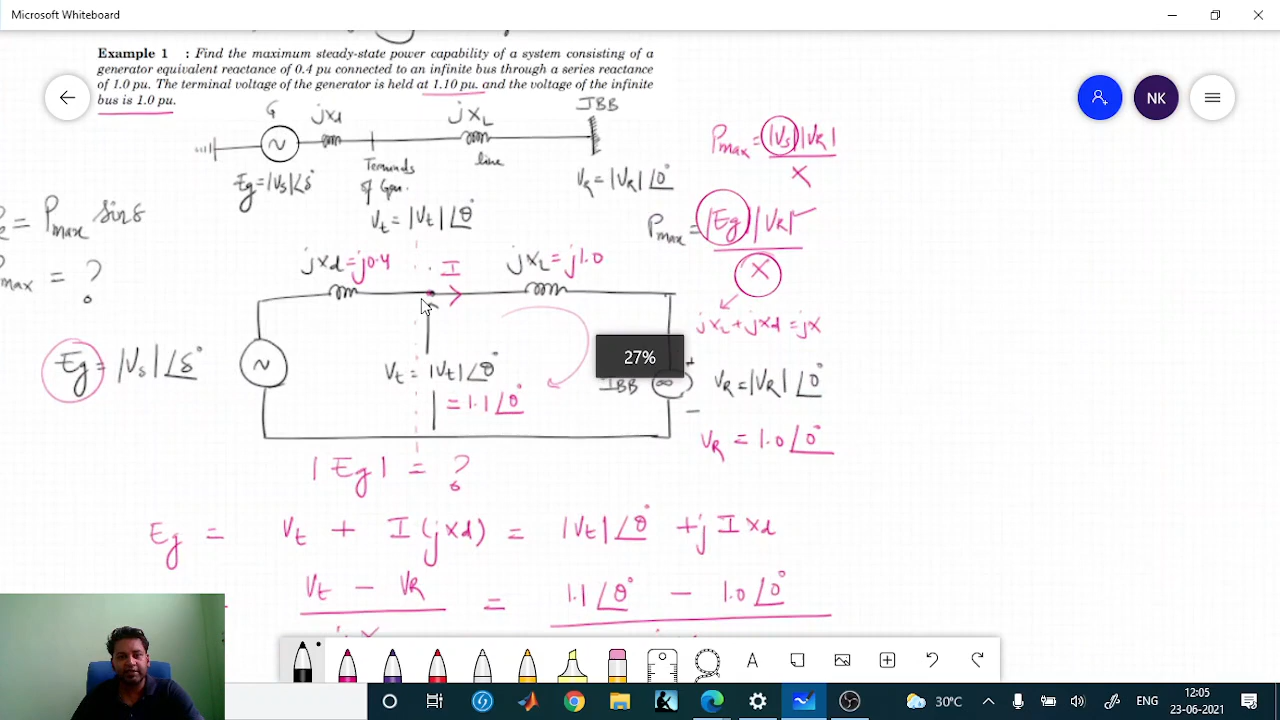 Microsoft Whiteboard
Example 1 : Find the maximum steady-state power capability of a system consisting of a
generator equivalent reactance of 0.4 pu connected to an infinite bus through a series reactance
of 1.0 pu. The terminal voltage of the generator is held at 1.10 pu. and the voltage of the infinite
bus is 1.0 pu.
NK
G jxd jXL IBB
Terminals
of Gen.
line
Eg=|Vs|∠δ°
VR=|VR|∠0°
Vt = |Vt|∠θ°
Pmax = |Vs||VR|
X
Pmax sinδ
Pmax = |Eg||VR|
X
= ?
jxd=j0.4 I jXL=j1.0
jXL+jXd=jX
27%
Eg = |Vs|∠δ°
Vt = |Vt|∠θ°
= 1.1∠θ°
IBB ∞ +
-
VR=|VR|∠0°
VR = 1.0∠0°
|Eg| = ?
Eg = Vt + I(jxd) = |Vt|∠θ° +jIxd
Vt - VR = 1.1∠θ° - 1.0∠0°
A
30°C
ENG
12:05
23-06-2021